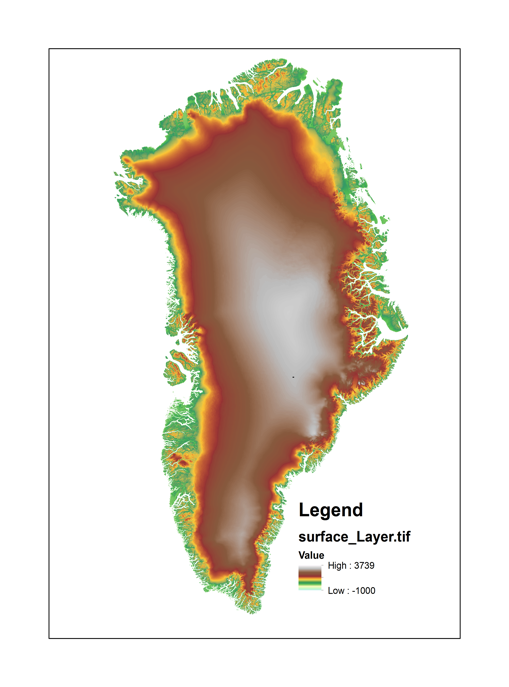 Legend
surface_Layer.tif
Value
High : 3739
Low : -1000